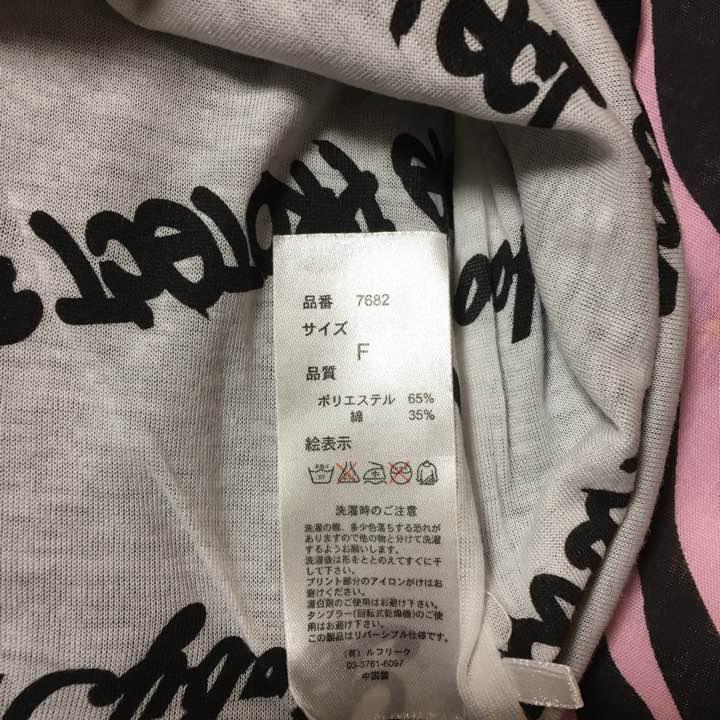 品番 7682
サイズ
F
品質
ポリエステル 65%
綿 35%
絵表示
洗濯時のご注意
洗濯の際、多少色落ちする恐れが
ありますので他の物と分けて洗濯
するようお願いします。
洗濯後は形をととのえてすぐに干
して下さい。
プリント部分のアイロンがけはお
避けください。
漂白剤のご使用はお避け下さい。
タンブラー(回転式乾燥機)のご使
用はお避け下さい。
この製品はリバーシブル仕様です。
(有)ルフリーク
03-3761-6097
中国製
PROTECT